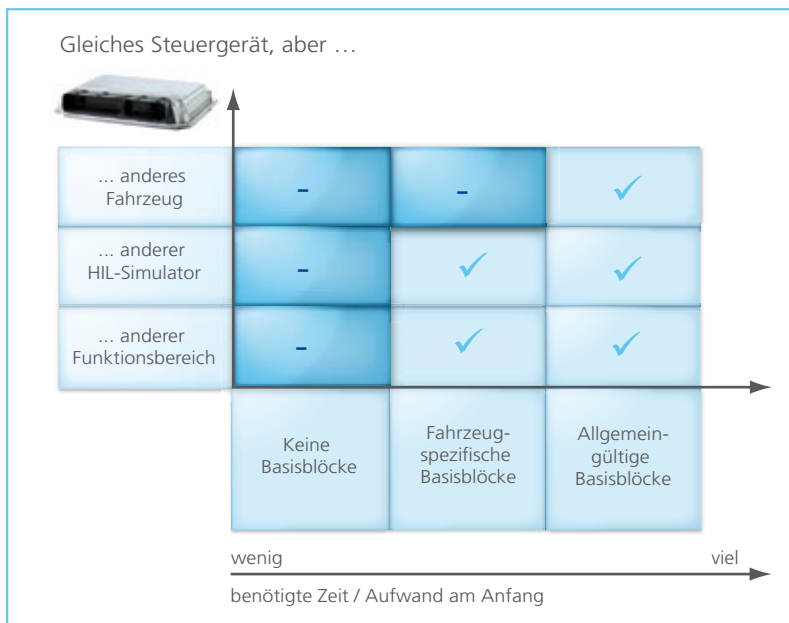 Gleiches Steuergerät, aber ...
... anderes
Fahrzeug
-
-
✓
... anderer
HIL-Simulator
-
✓
✓
... anderer
Funktionsbereich
-
✓
✓
Keine
Basisblöcke
Fahrzeug-
spezifische
Basisblöcke
Allgemein-
gültige
Basisblöcke
wenig
viel
benötigte Zeit / Aufwand am Anfang